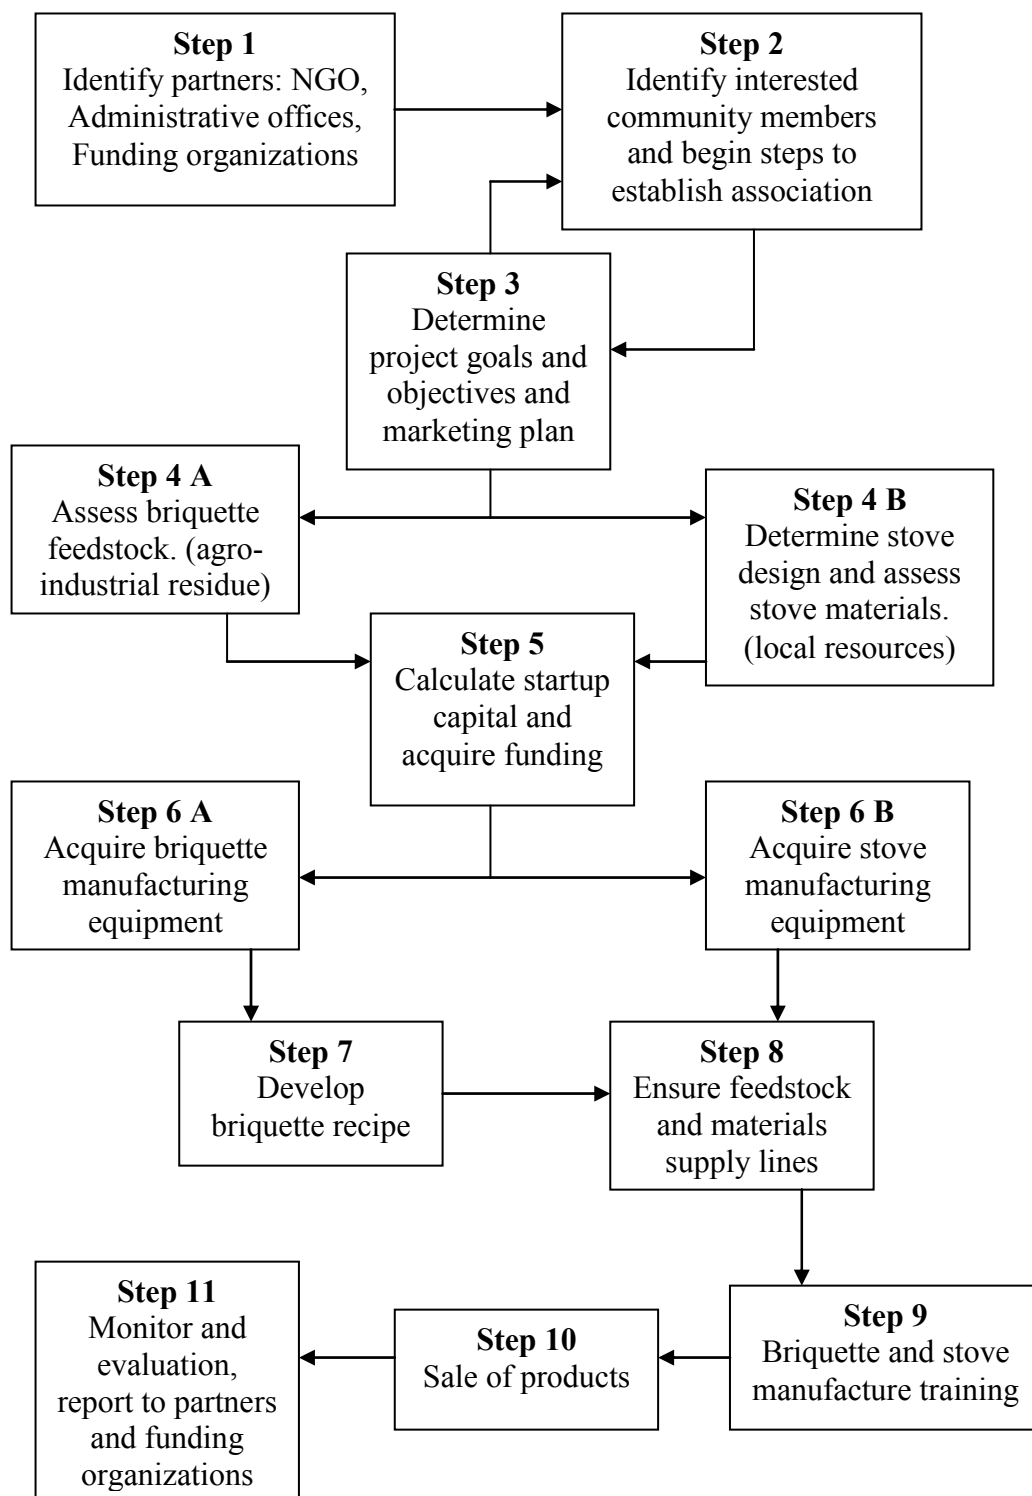 Step 1
Identify partners: NGO,
Administrative offices,
Funding organizations
Step 2
Identify interested
community members
and begin steps to
establish association
Step 3
Determine
project goals and
objectives and
marketing plan
Step 4 A
Assess briquette
feedstock. (agro-
industrial residue)
Step 4 B
Determine stove
design and assess
stove materials.
(local resources)
Step 5
Calculate startup
capital and
acquire funding
Step 6 A
Acquire briquette
manufacturing
equipment
Step 6 B
Acquire stove
manufacturing
equipment
Step 7
Develop
briquette recipe
Step 8
Ensure feedstock
and materials
supply lines
Step 9
Briquette and stove
manufacture training
Step 10
Sale of products
Step 11
Monitor and
evaluation,
report to partners
and funding
organizations